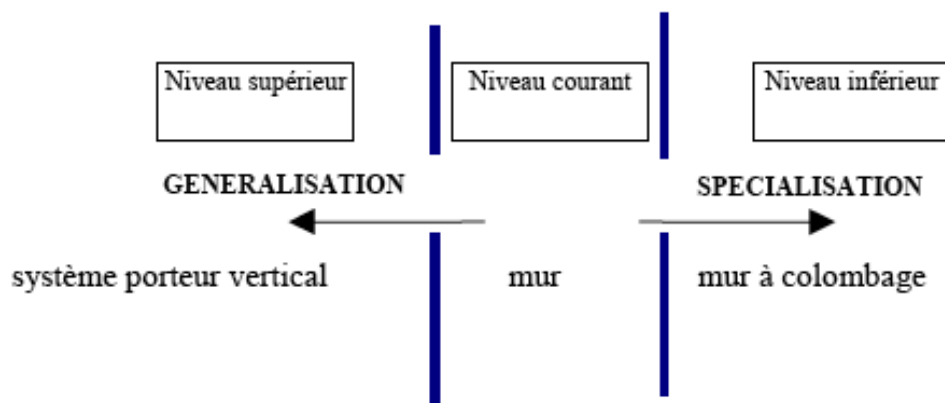 Niveau supérieur
Niveau courant
Niveau inférieur
GENERALISATION
SPECIALISATION
système porteur vertical
mur
mur à colombage